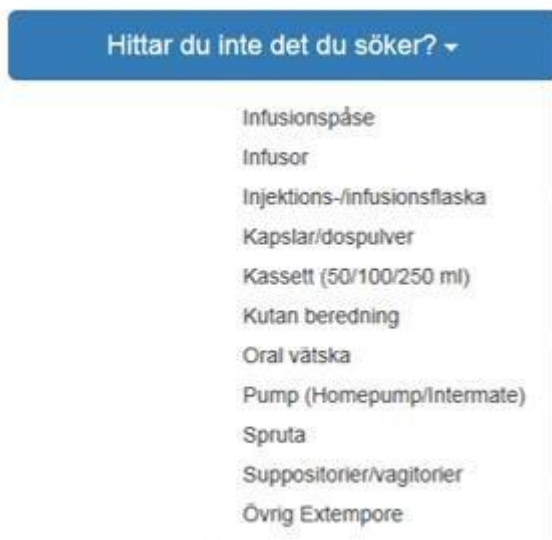 Hittar du inte det du söker?
Infusionspåse
Infusor
Injektions-/infusionsflaska
Kapslar/dospulver
Kassett (50/100/250 ml)
Kutan beredning
Oral vätska
Pump (Homepump/Intermate)
Spruta
Suppositorier/vagitorier
Övrig Extempore